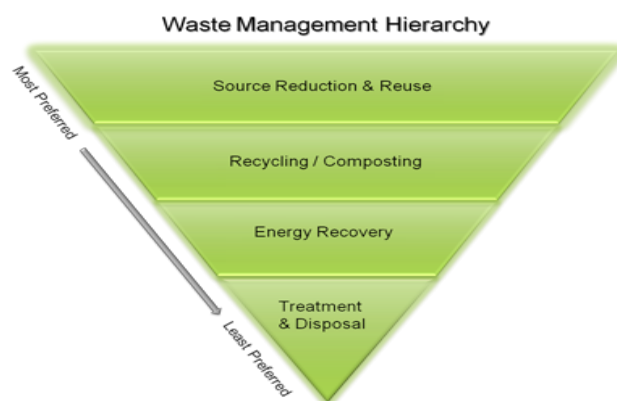 Waste Management Hierarchy
Most Preferred
Source Reduction & Reuse
Recycling / Composting
Energy Recovery
Treatment
& Disposal
Least Preferred